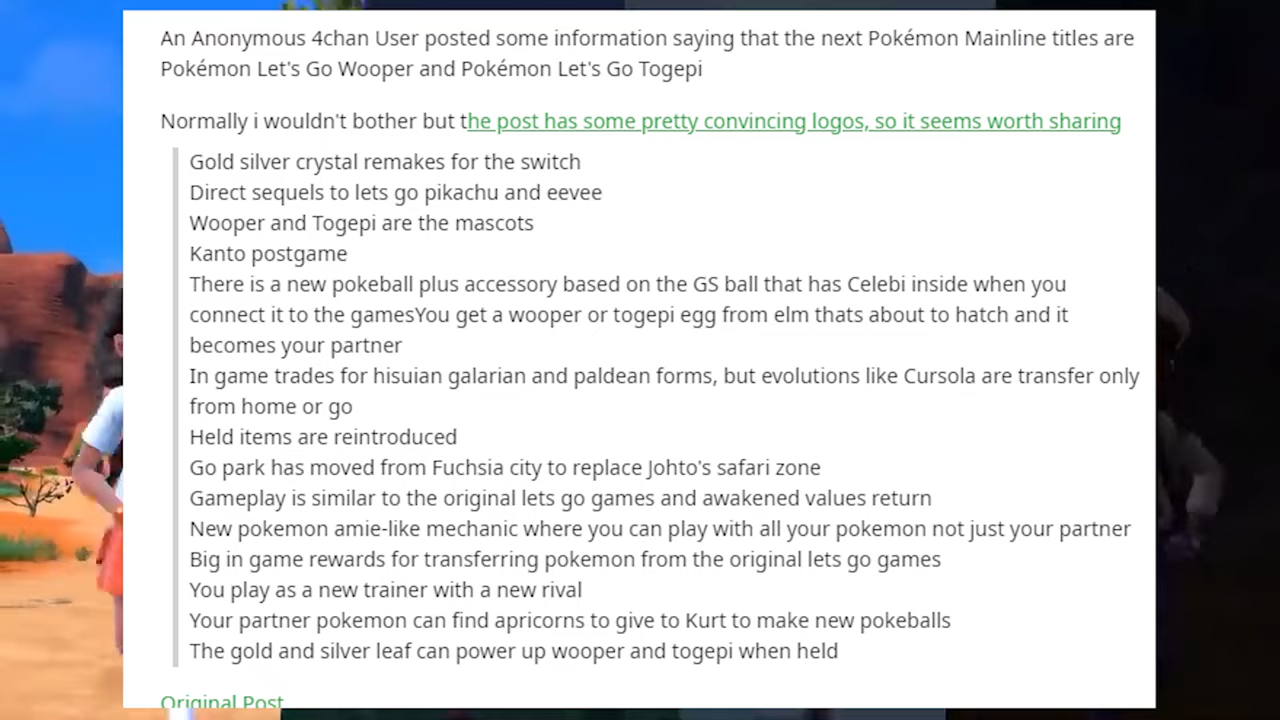 An Anonymous 4chan User posted some information saying that the next Pokémon Mainline titles are
Pokémon Let's Go Wooper and Pokémon Let's Go Togepi
Normally i wouldn't bother but the post has some pretty convincing logos, so it seems worth sharing
Gold silver crystal remakes for the switch
Direct sequels to lets go pikachu and eevee
Wooper and Togepi are the mascots
Kanto postgame
There is a new pokeball plus accessory based on the GS ball that has Celebi inside when you
connect it to the gamesYou get a wooper or togepi egg from elm thats about to hatch and it
becomes your partner
In game trades for hisuian galarian and paldean forms, but evolutions like Cursola are transfer only
from home or go
Held items are reintroduced
Go park has moved from Fuchsia city to replace Johto's safari zone
Gameplay is similar to the original lets go games and awakened values return
New pokemon amie-like mechanic where you can play with all your pokemon not just your partner
Big in game rewards for transferring pokemon from the original lets go games
You play as a new trainer with a new rival
Your partner pokemon can find apricorns to give to Kurt to make new pokeballs
The gold and silver leaf can power up wooper and togepi when held
Original Post